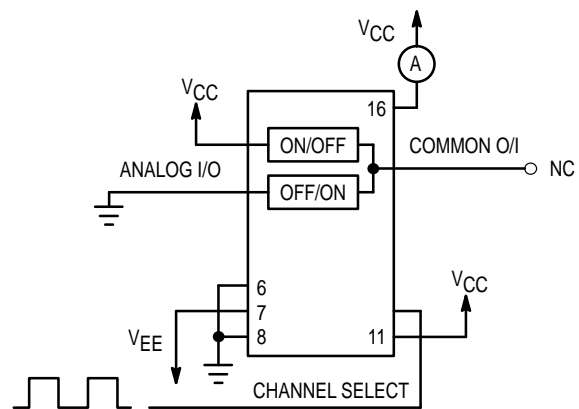 VCC
A
16
VCC
ON/OFF
COMMON O/I
NC
ANALOG I/O
OFF/ON
6
7
8
VEE
VCC
11
CHANNEL SELECT